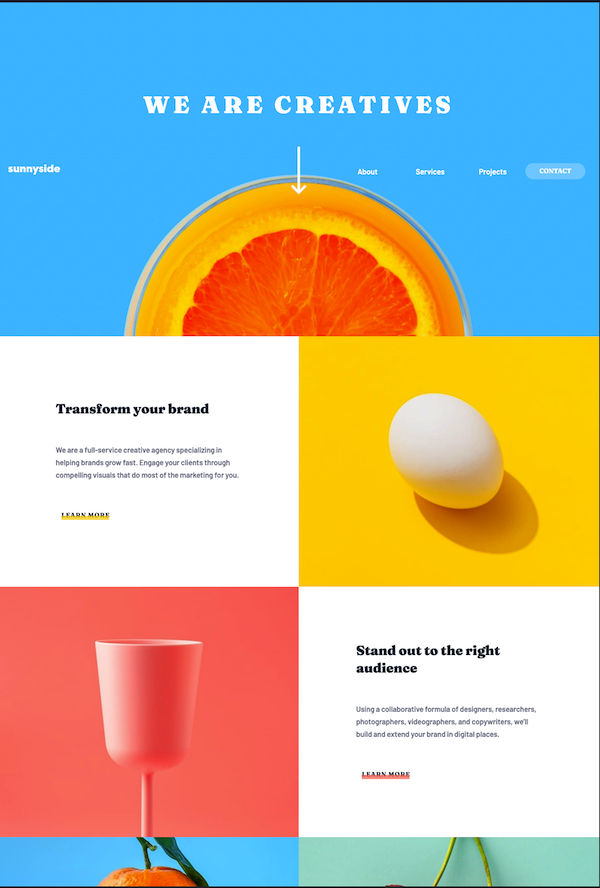 WE ARE CREATIVES
sunnyside
About Services Projects CONTACT
Transform your brand
We are a full-service creative agency specializing in
helping brands grow fast. Engage your clients through
compelling visuals that do most of the marketing for you.
LEARN MORE
Stand out to the right
audience
Using a collaborative formula of designers, researchers,
photographers, videographers, and copywriters, we'll
build and extend your brand in digital places.
LEARN MORE